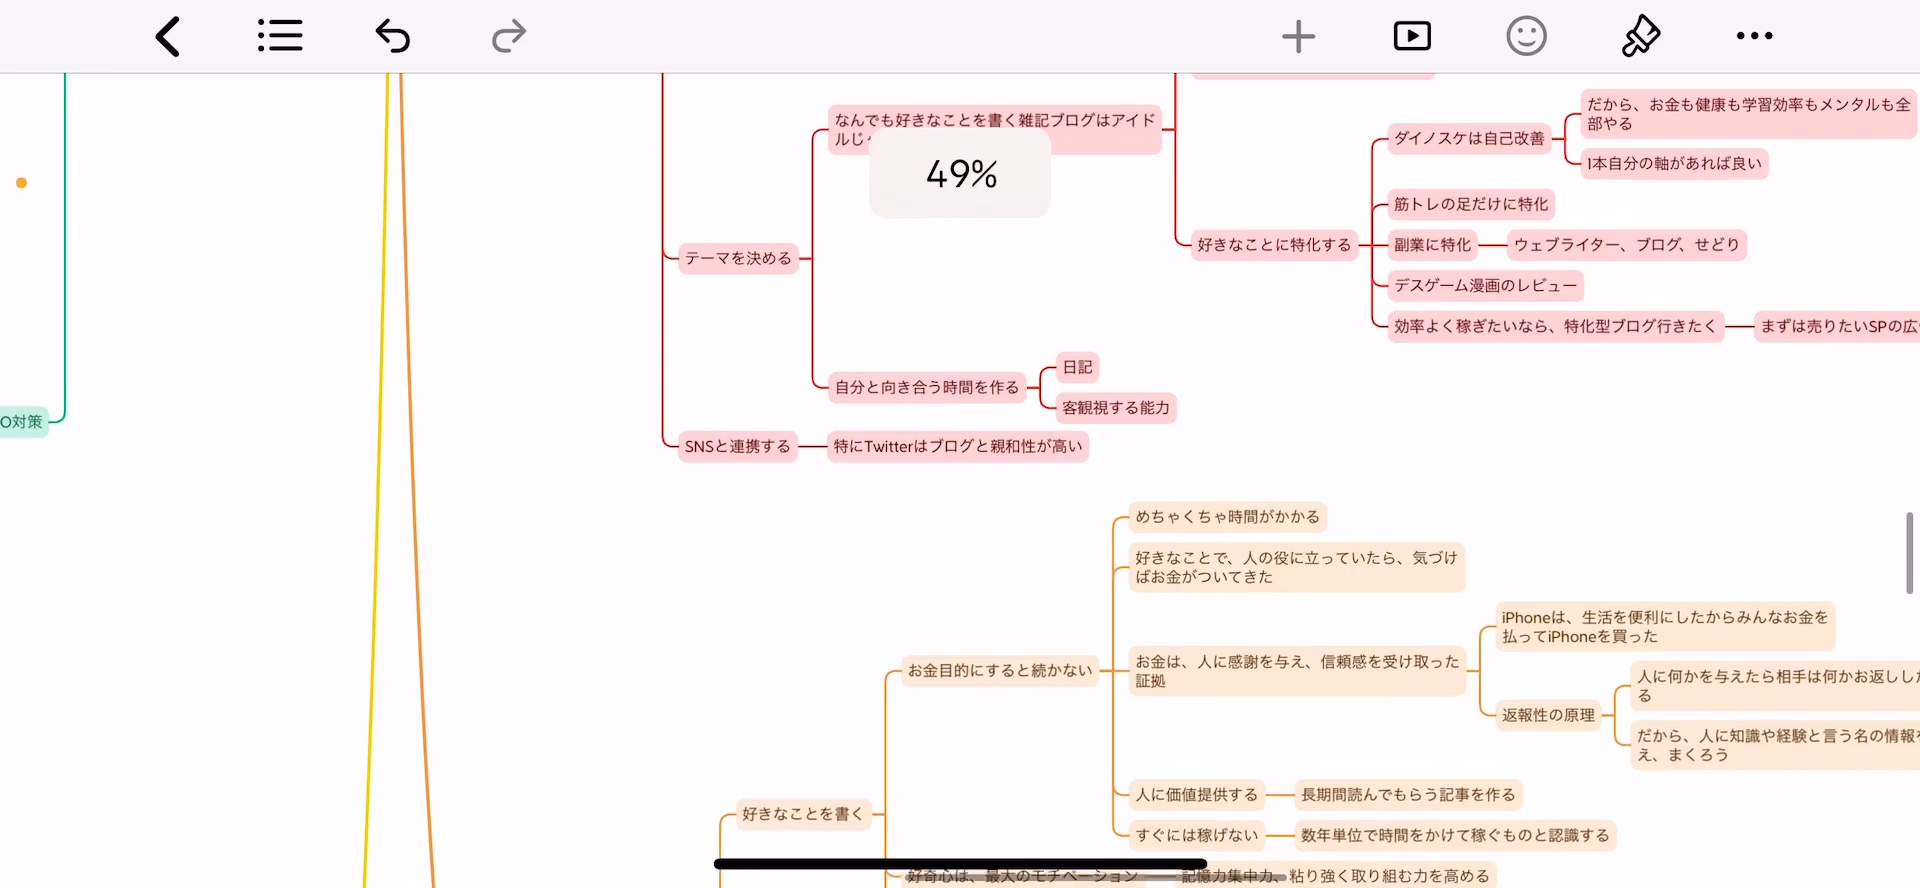 なんでも好きなことを書く雑記ブログはアイド
ルじ
49%
テーマを決める
自分と向き合う時間を作る
日記
客観視する能力
SNSと連携する
特にTwitterはブログと親和性が高い
好きなことに特化する
ダイノスケは自己改善
だから、お金も健康も学習効率もメンタルも全
部やる
1本自分の軸があれば良い
筋トレの足だけに特化
副業に特化
ウェブライター、ブログ、せどり
デスゲーム漫画のレビュー
効率よく稼ぎたいなら、特化型ブログ行きたく
まずは売りたいSPの広
O対策
好きなことを書く
お金目的にすると続かない
めちゃくちゃ時間がかかる
好きなことで、人の役に立っていたら、気づけ
ばお金がついてきた
お金は、人に感謝を与え、信頼感を受け取った
証拠
iPhoneは、生活を便利にしたからみんなお金を
払ってiPhoneを買った
返報性の原理
人に何かを与えたら相手は何かお返しした
る
だから、人に知識や経験と言う名の情報を
え、まくろう
人に価値提供する
長期間読んでもらう記事を作る
すぐには稼げない
数年単位で時間をかけて稼ぐものと認識する
好奇心は、最大のモチベーション
記憶力集中力、粘り強く取り組む力を高める